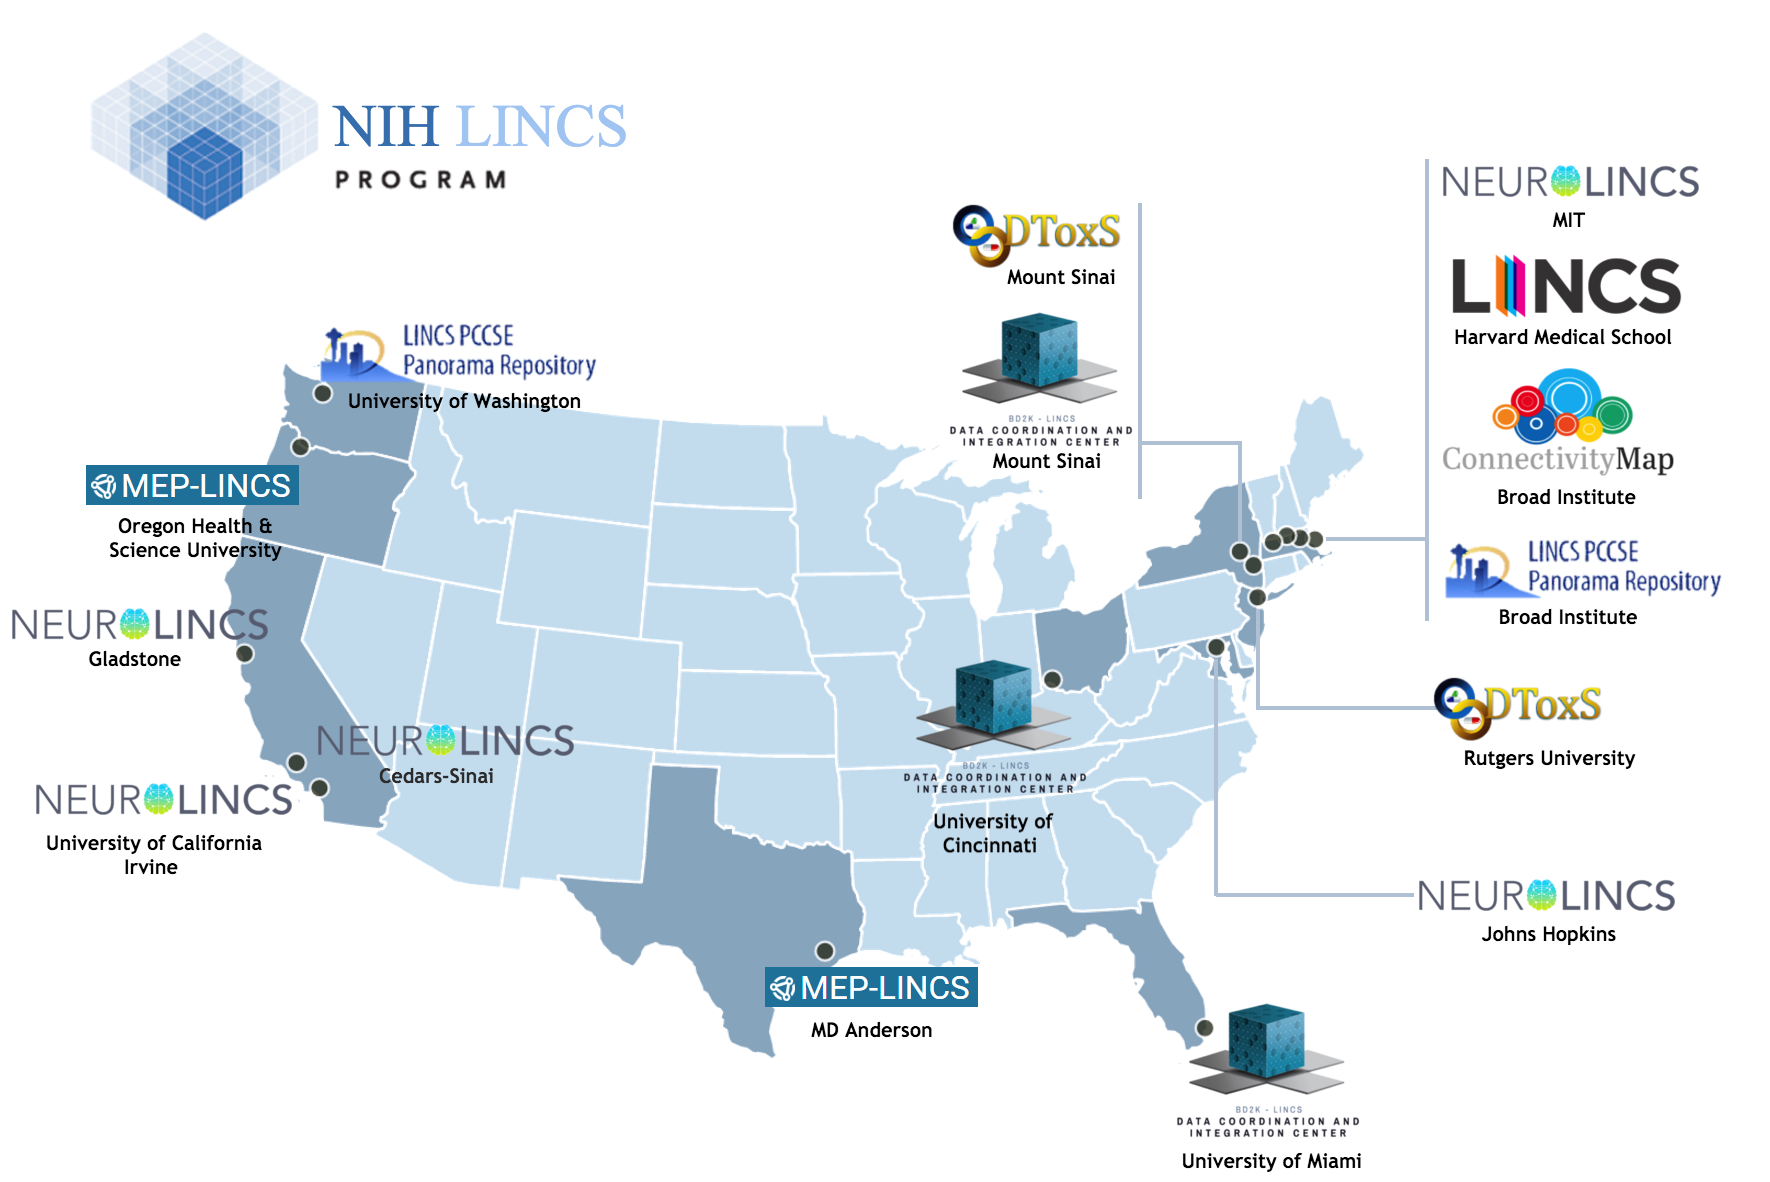 NIH LINCS
PROGRAM
NEUROLINCS
MIT
LINCS
Harvard Medical School
ConnectivityMap
Broad Institute
LINCS PCCSE
Panorama Repository
Broad Institute
DToxS
Mount Sinai
BD2K - LINCS
DATA COORDINATION AND
INTEGRATION CENTER
Mount Sinai
LINCS PCCSE
Panorama Repository
University of Washington
MEP-LINCS
Oregon Health &
Science University
NEUROLINCS
Gladstone
NEUROLINCS
Cedars-Sinai
NEUROLINCS
University of California
Irvine
BD2K - LINCS
DATA COORDINATION AND
INTEGRATION CENTER
University of
Cincinnati
DToxS
Rutgers University
NEUROLINCS
Johns Hopkins
MEP-LINCS
MD Anderson
BD2K - LINCS
DATA COORDINATION AND
INTEGRATION CENTER
University of Miami